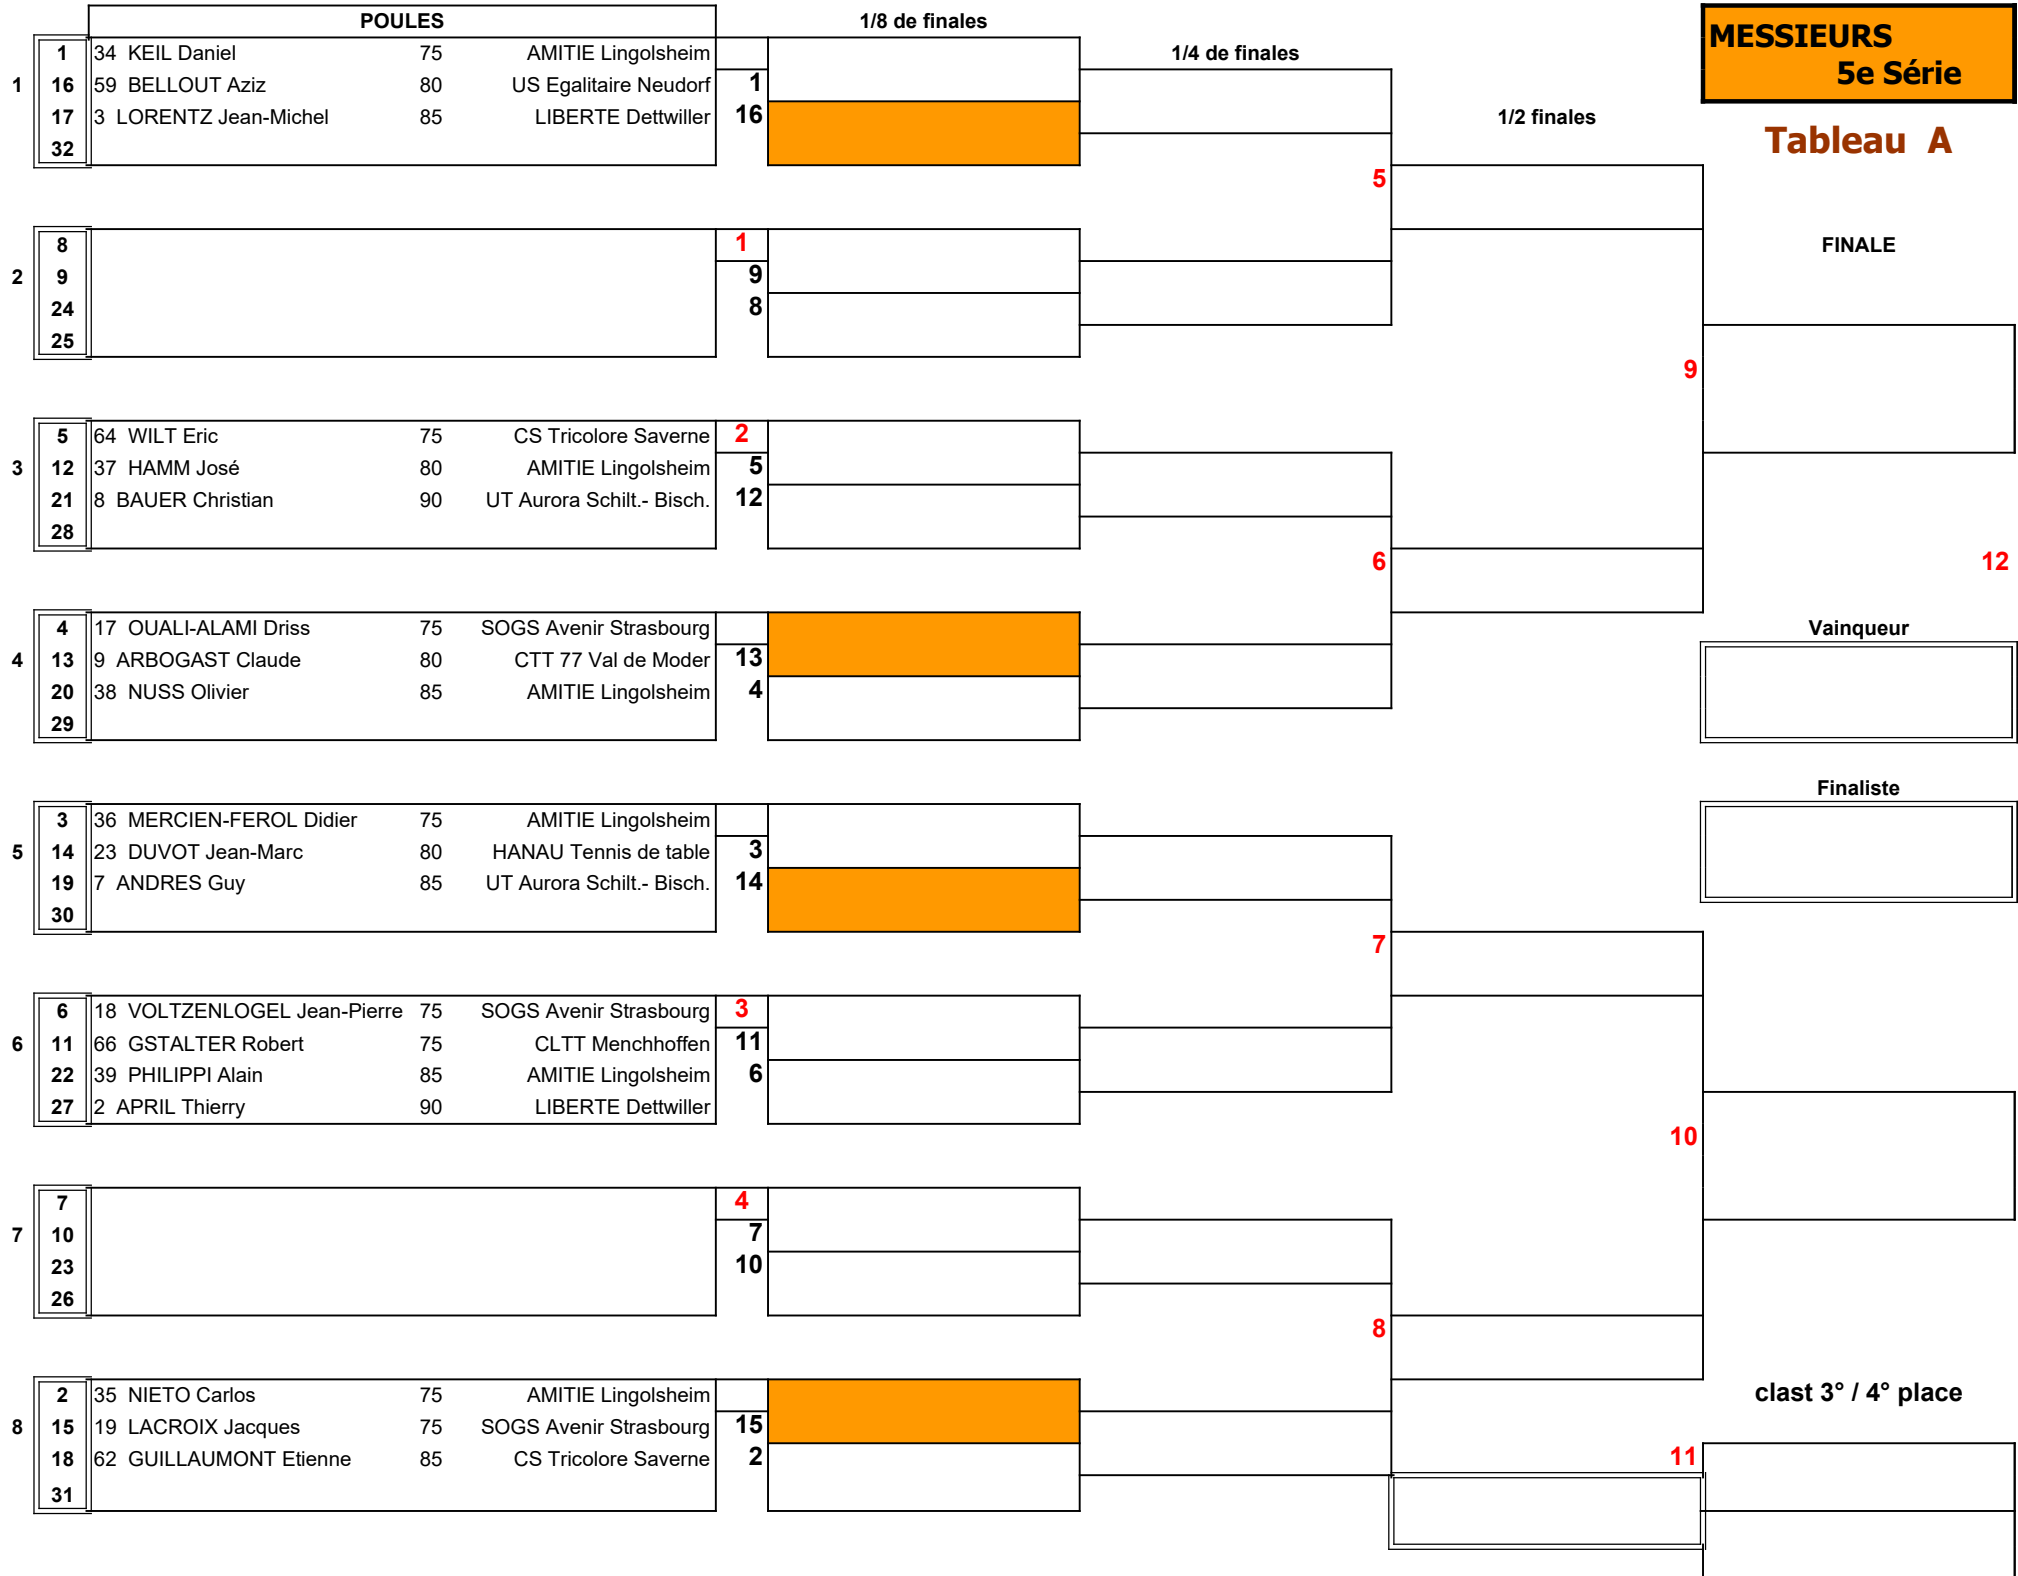 POULES 1/8 de finales
MESSIEURS
1 34 KEIL Daniel 75 AMITIE Lingolsheim 1/4 de finales
5e Série
1 16 59 BELLOUT Aziz 80 US Egalitaire Neudorf 1
17 3 LORENTZ Jean-Michel 85 LIBERTE Dettwiller 16 1/2 finales
Tableau A
32
5
8 1 FINALE
2 9 9
24 8
25
9
5 64 WILT Eric 75 CS Tricolore Saverne 2
3 12 37 HAMM José 80 AMITIE Lingolsheim 5
21 8 BAUER Christian 90 UT Aurora Schilt.- Bisch. 12
28
6 12
4 17 OUALI-ALAMI Driss 75 SOGS Avenir Strasbourg Vainqueur
4 13 9 ARBOGAST Claude 80 CTT 77 Val de Moder 13
20 38 NUSS Olivier 85 AMITIE Lingolsheim 4
29
Finaliste
3 36 MERCIEN-FEROL Didier 75 AMITIE Lingolsheim
5 14 23 DUVOT Jean-Marc 80 HANAU Tennis de table 3
19 7 ANDRES Guy 85 UT Aurora Schilt.- Bisch. 14
30
7
6 18 VOLTZENLOGEL Jean-Pierre 75 SOGS Avenir Strasbourg 3
6 11 66 GSTALTER Robert 75 CLTT Menchhoffen 11
22 39 PHILIPPI Alain 85 AMITIE Lingolsheim 6
27 2 APRIL Thierry 90 LIBERTE Dettwiller
10
7 4
7 10 7
23 10
26
8
2 35 NIETO Carlos 75 AMITIE Lingolsheim clast 3° / 4° place
8 15 19 LACROIX Jacques 75 SOGS Avenir Strasbourg 15
18 62 GUILLAUMONT Etienne 85 CS Tricolore Saverne 2 11
31